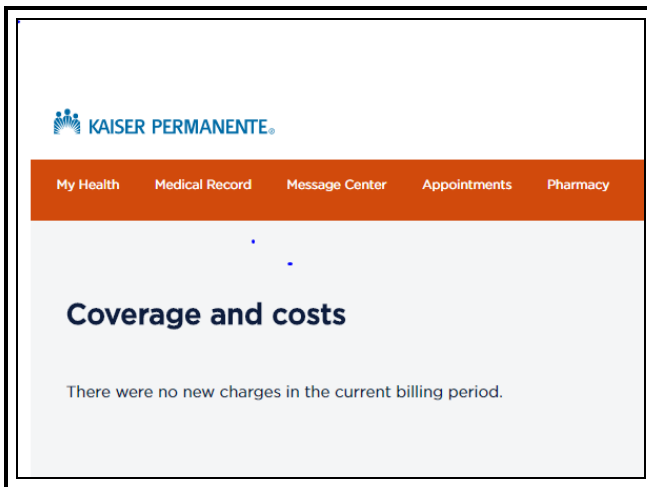 KAISER PERMANENTE®
My Health Medical Record Message Center Appointments Pharmacy
Coverage and costs
There were no new charges in the current billing period.